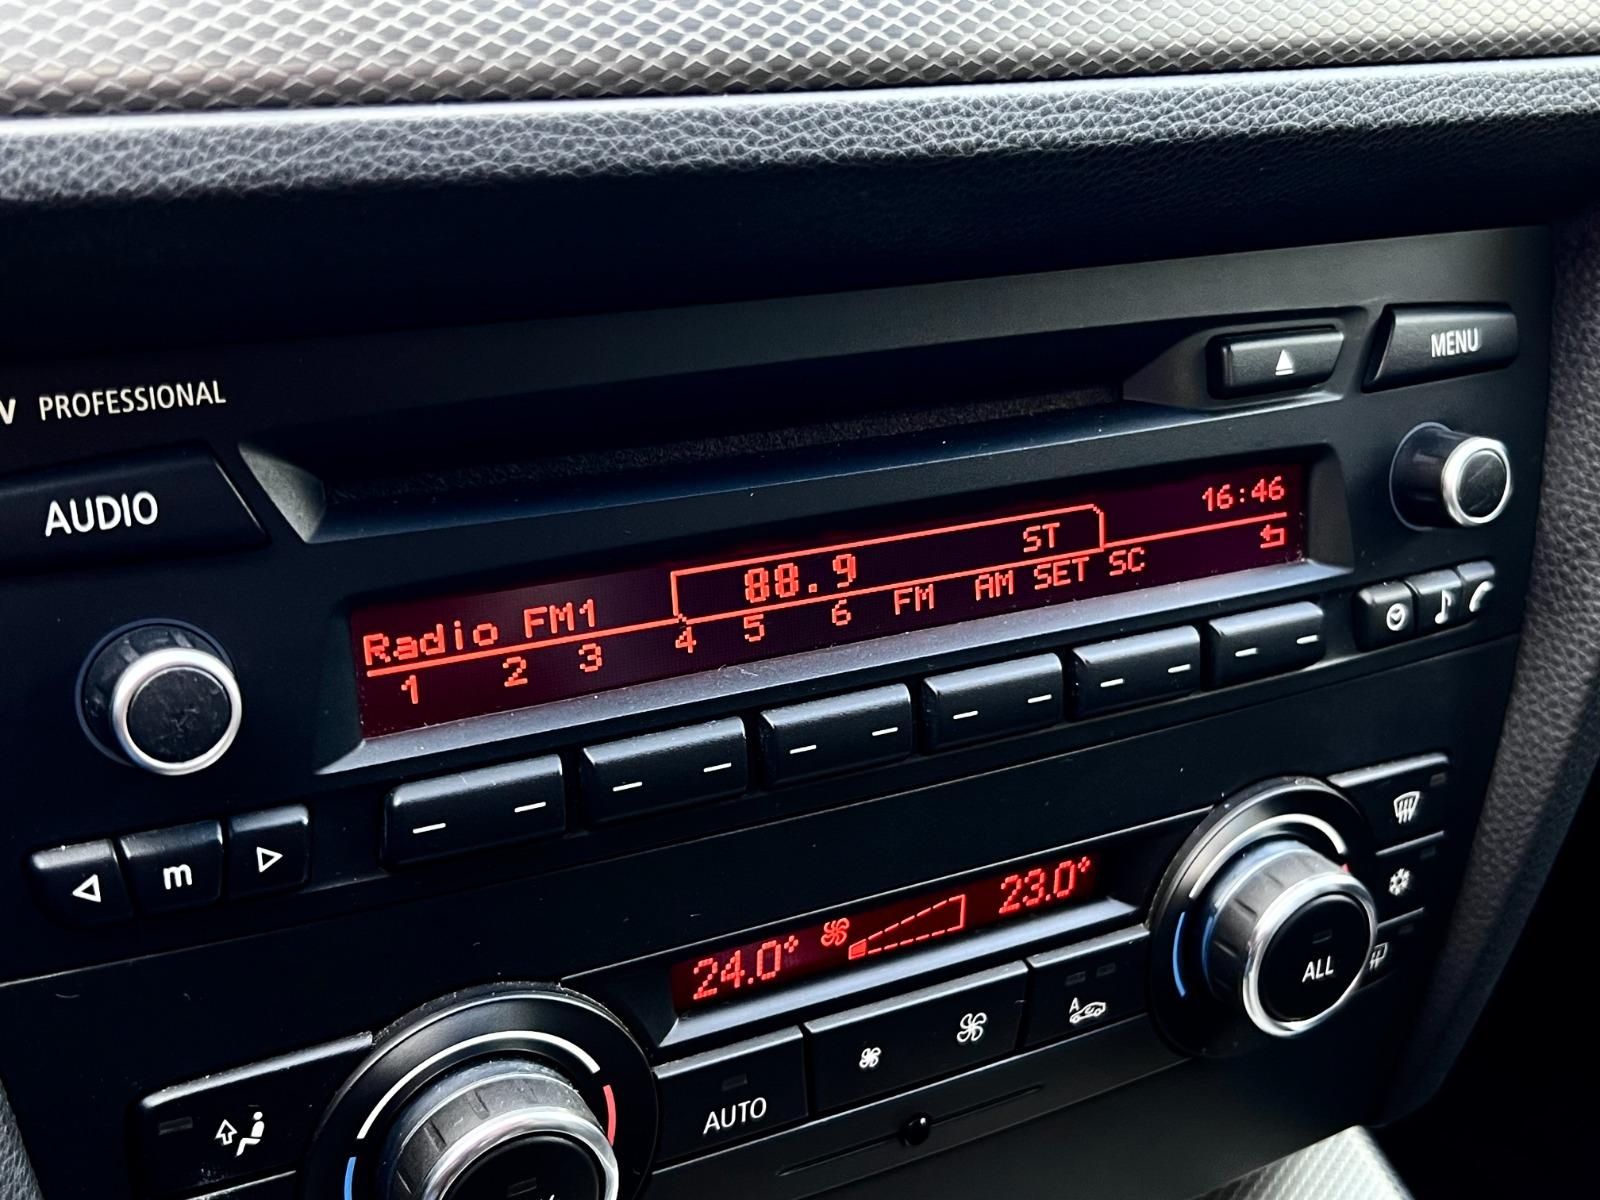 PROFESSIONAL
MENU
AUDIO
16:46
Radio FM1 88.9 ST
1 2 3 4 5 6 FM AM SET SC
m
24.0° 23.0°
ALL
A
AUTO